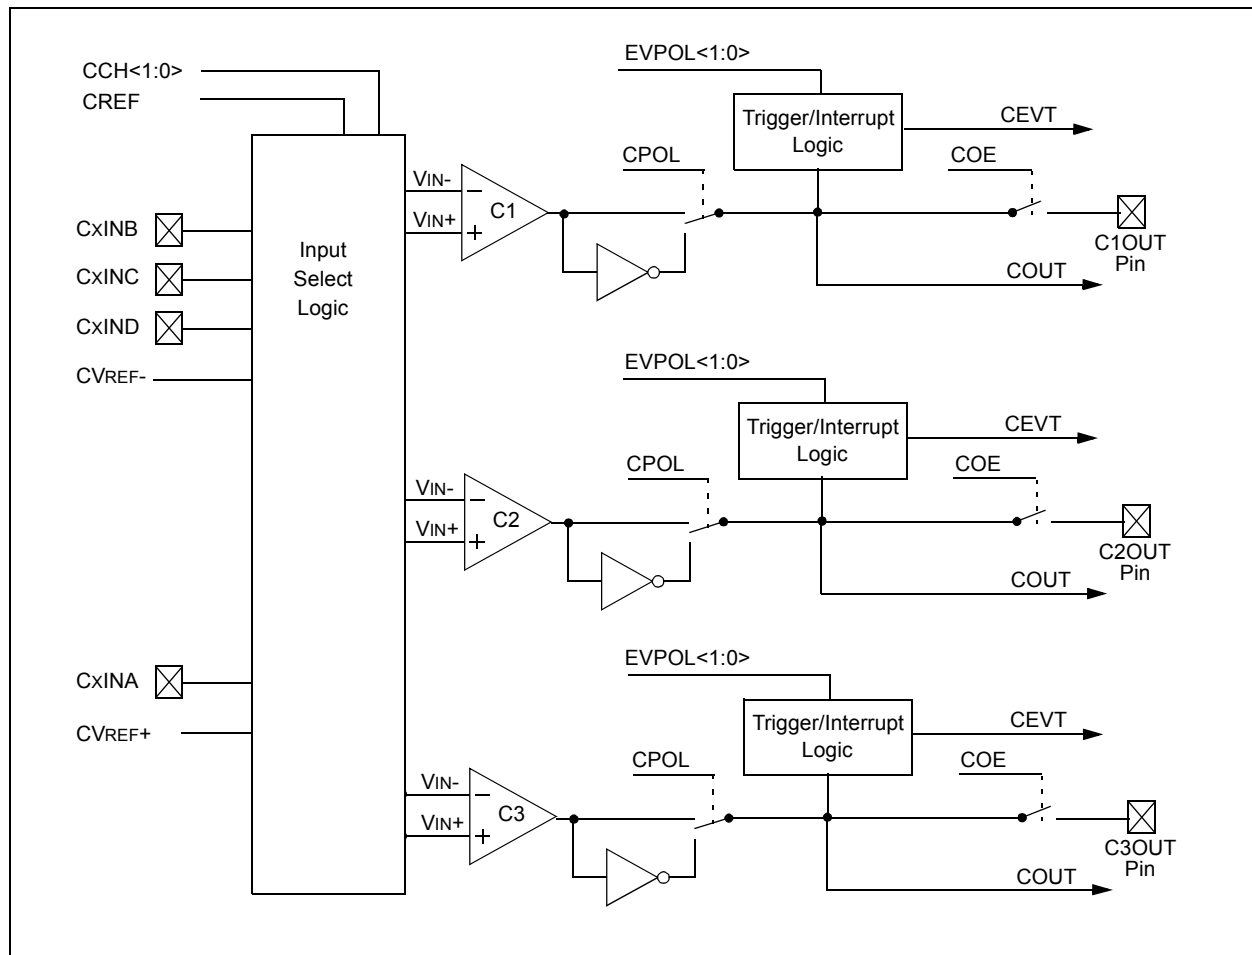 CCH<1:0>
CREF
CXINB
CXINC
CXIND
CVREF-
CXINA
CVREF+
Input
Select
Logic
EVPOL<1:0>
Trigger/Interrupt
Logic
CEVT
CPOL
COE
VIN-
VIN+
−
+
C1
C1OUT
Pin
COUT
EVPOL<1:0>
Trigger/Interrupt
Logic
CEVT
CPOL
COE
VIN-
VIN+
−
+
C2
C2OUT
Pin
COUT
EVPOL<1:0>
Trigger/Interrupt
Logic
CEVT
CPOL
COE
VIN-
VIN+
−
+
C3
C3OUT
Pin
COUT